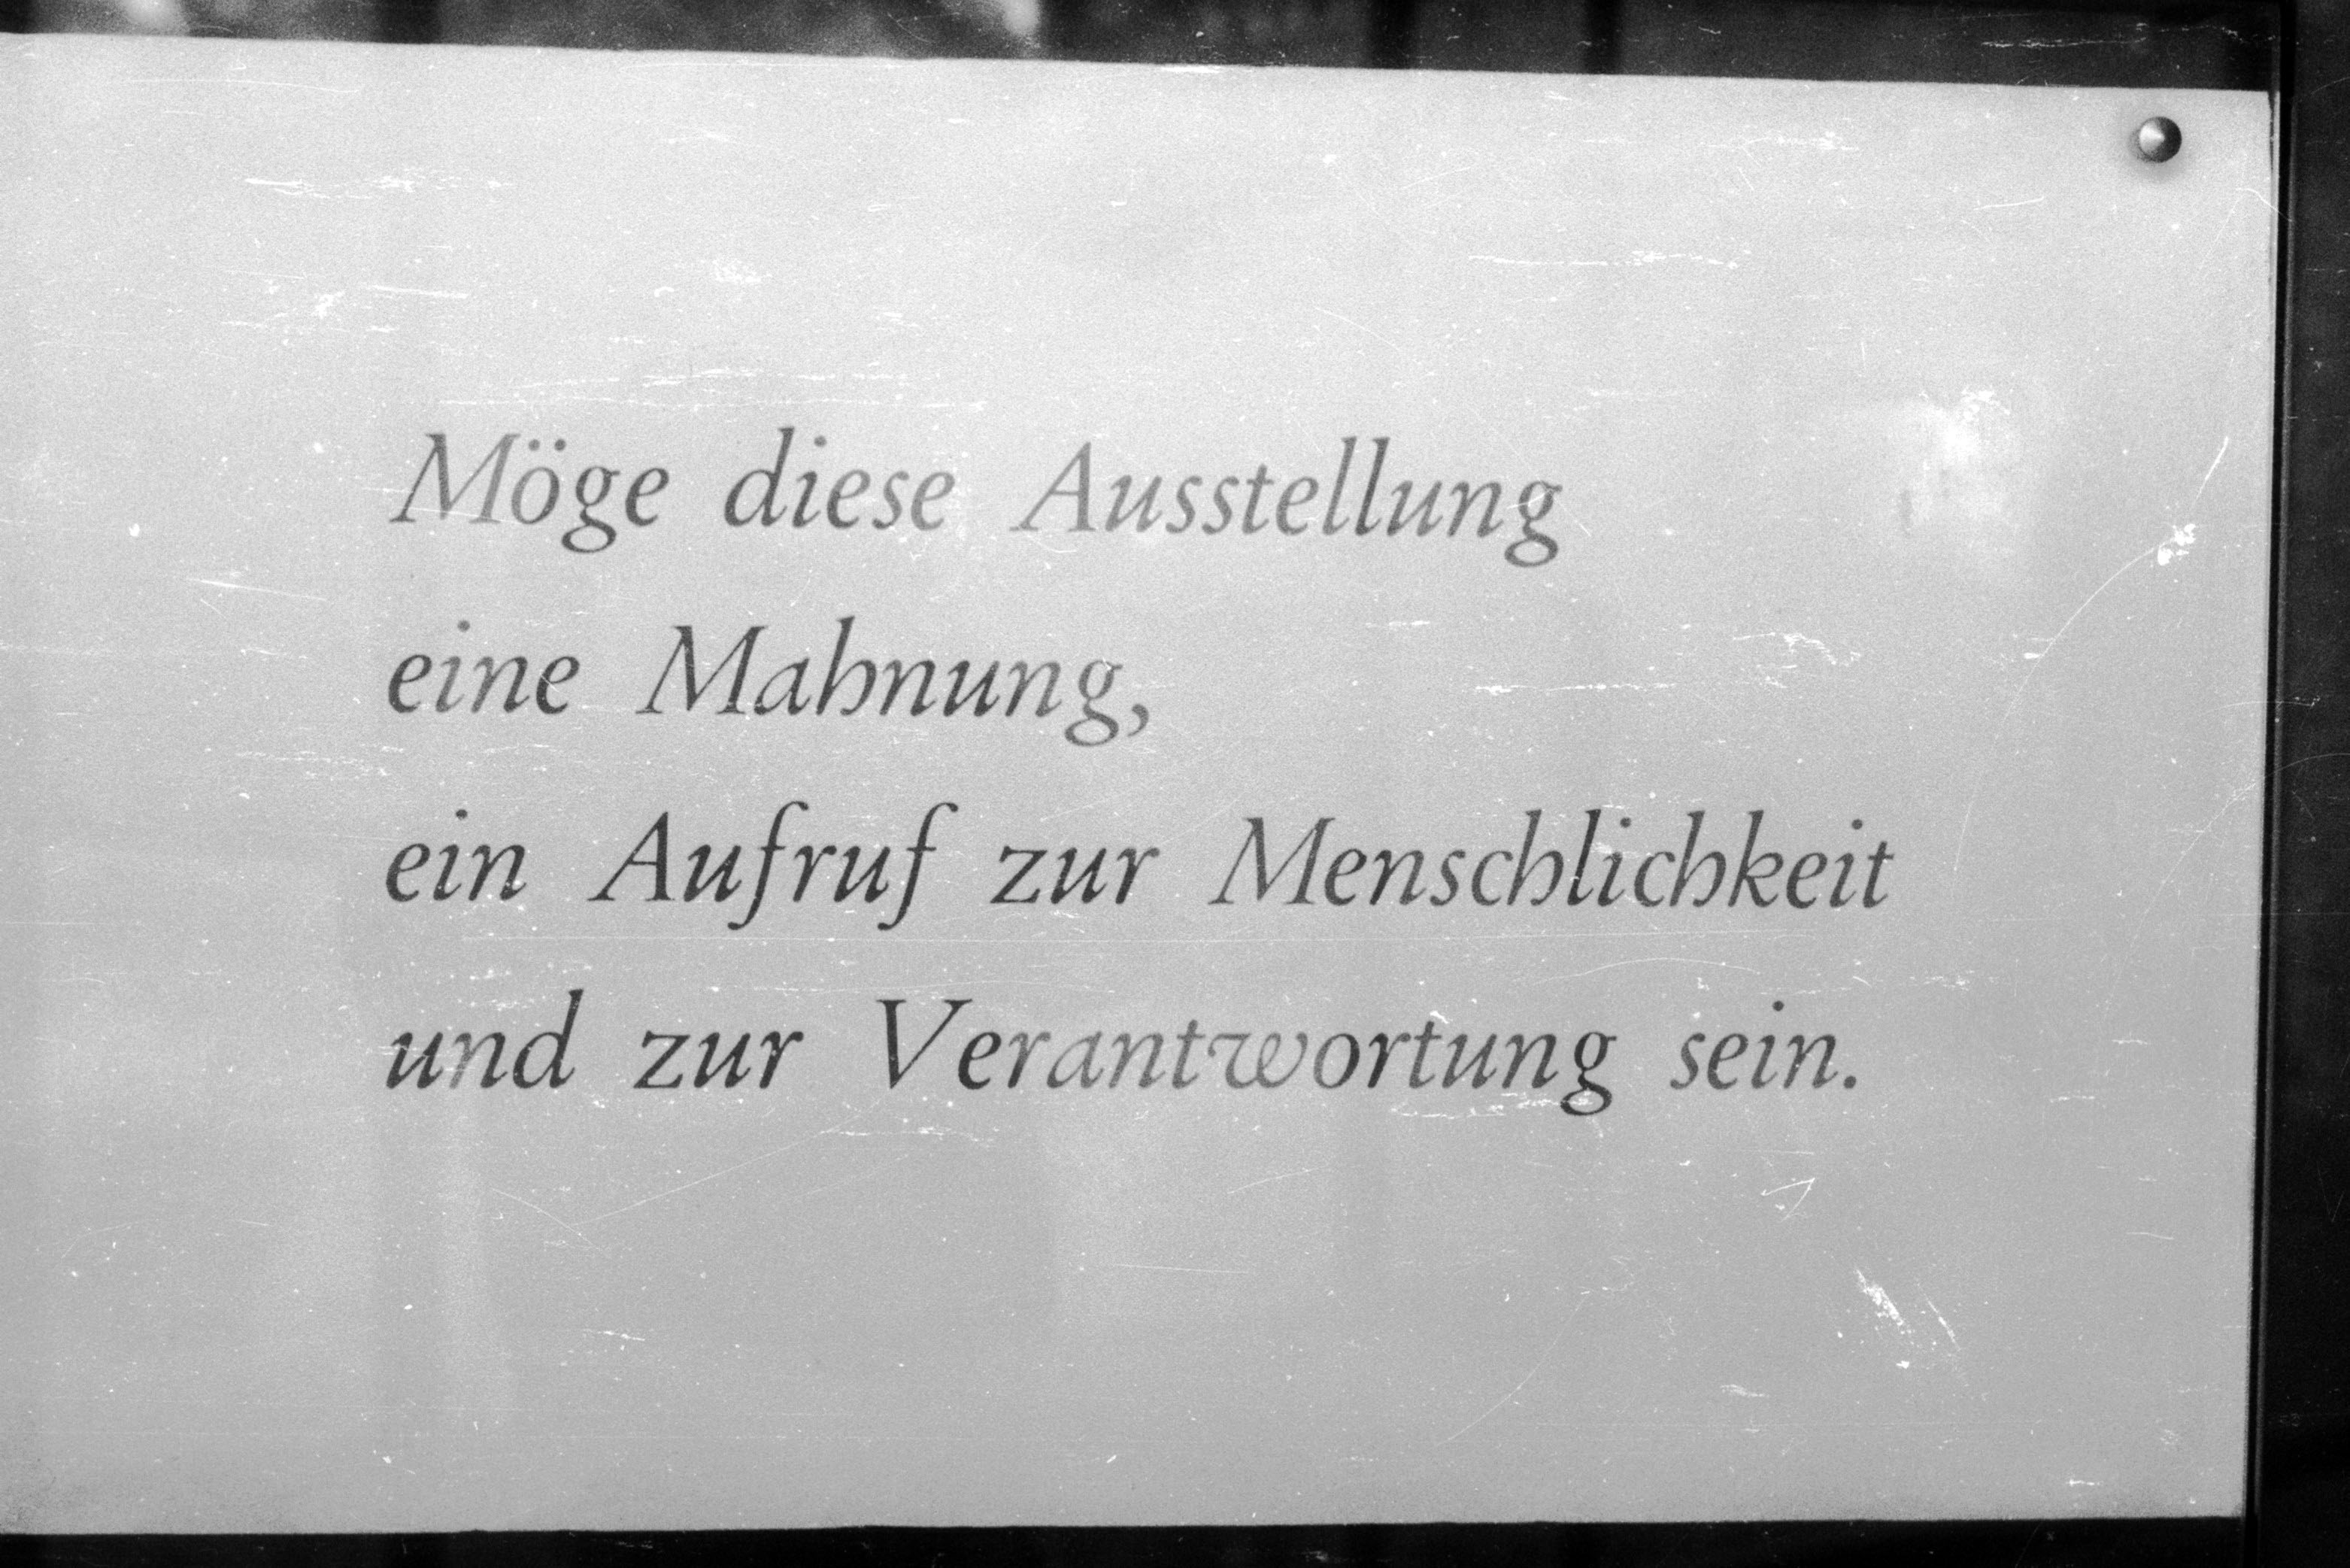 Möge diese Ausstellung
eine Mahnung,
ein Aufruf zur Menschlichkeit
und zur Verantwortung sein.